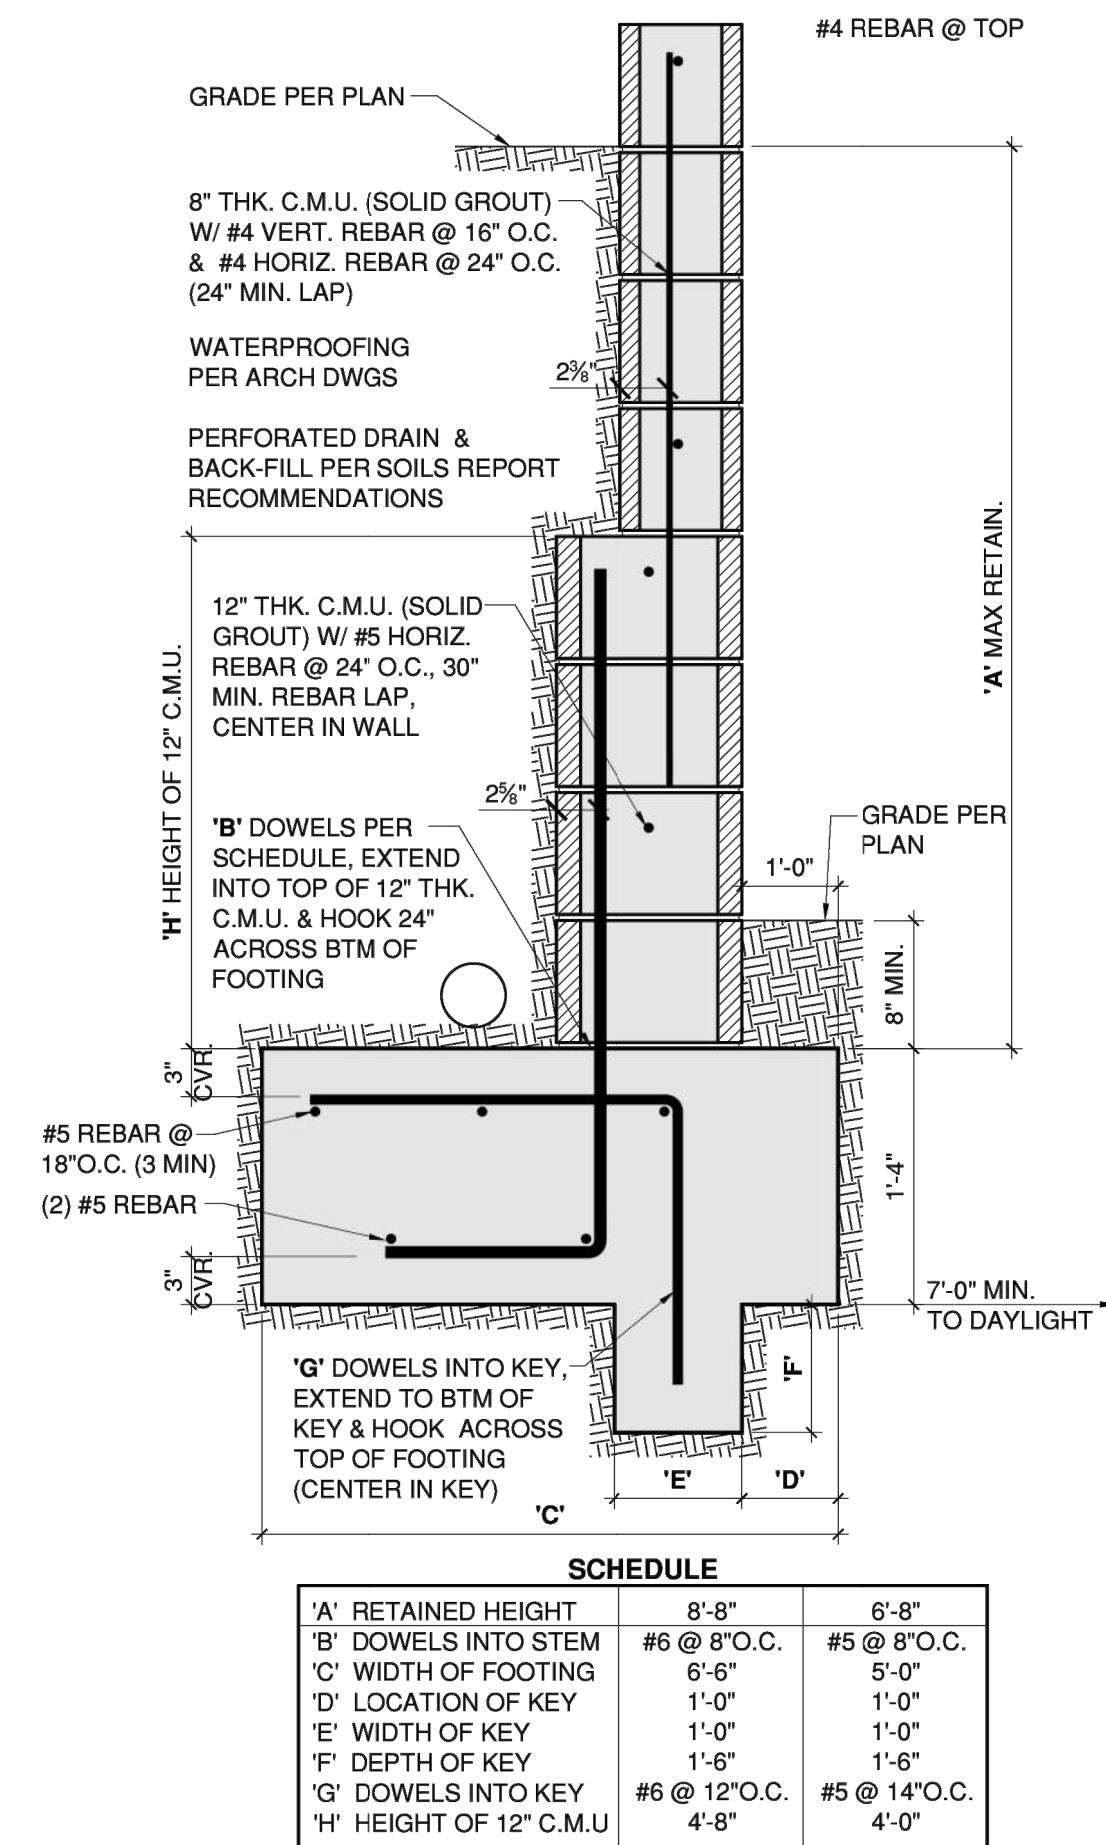 #4 REBAR @ TOP
GRADE PER PLAN
8" THK. C.M.U. (SOLID GROUT)
W/ #4 VERT. REBAR @ 16" O.C.
& #4 HORIZ. REBAR @ 24" O.C.
(24" MIN. LAP)
WATERPROOFING
PER ARCH DWGS
2⅜"
PERFORATED DRAIN &
BACK-FILL PER SOILS REPORT
RECOMMENDATIONS
'A' MAX RETAIN.
12" THK. C.M.U. (SOLID
GROUT) W/ #5 HORIZ.
REBAR @ 24" O.C., 30"
MIN. REBAR LAP,
CENTER IN WALL
'H' HEIGHT OF 12" C.M.U.
2⅝"
'B' DOWELS PER
SCHEDULE, EXTEND
INTO TOP OF 12" THK.
C.M.U. & HOOK 24"
ACROSS BTM OF
FOOTING
GRADE PER
PLAN
1'-0"
8" MIN.
3"
CVR.
#5 REBAR @
18"O.C. (3 MIN)
(2) #5 REBAR
1'-4"
3"
CVR.
7'-0" MIN.
TO DAYLIGHT
'G' DOWELS INTO KEY,
EXTEND TO BTM OF
KEY & HOOK ACROSS
TOP OF FOOTING
(CENTER IN KEY)
'F'
'E'
'D'
'C'
SCHEDULE
'A' RETAINED HEIGHT 8'-8" 6'-8"
'B' DOWELS INTO STEM #6 @ 8"O.C. #5 @ 8"O.C.
'C' WIDTH OF FOOTING 6'-6" 5'-0"
'D' LOCATION OF KEY 1'-0" 1'-0"
'E' WIDTH OF KEY 1'-0" 1'-0"
'F' DEPTH OF KEY 1'-6" 1'-6"
'G' DOWELS INTO KEY #6 @ 12"O.C. #5 @ 14"O.C.
'H' HEIGHT OF 12" C.M.U 4'-8" 4'-0"